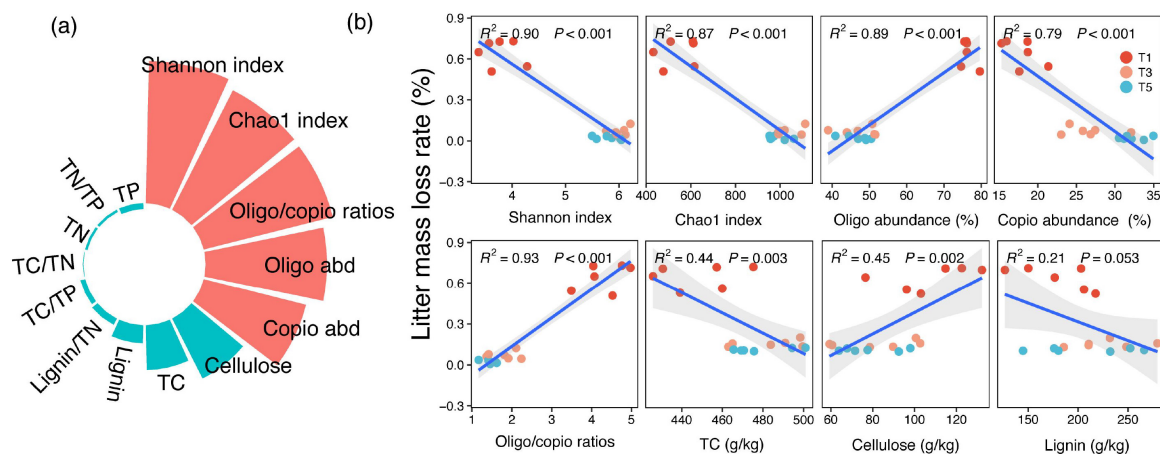 (a)
Shannon index
Chao1 index
Oligo/copio ratios
Oligo abd
Copio abd
Cellulose
TC
Lignin
Lignin/TN
TC/TP
TC/TN
TN
TN/TP
TP
(b)
Litter mass loss rate (%)
0.9
0.6
0.3
0.0
−0.3
R² = 0.90 P < 0.001
4 5 6
Shannon index
R² = 0.87 P < 0.001
400 600 800 1000
Chao1 index
R² = 0.89 P < 0.001
40 50 60 70 80
Oligo abundance (%)
R² = 0.79 P < 0.001
T1
T3
T5
15 20 25 30 35
Copio abundance (%)
0.9
0.6
0.3
0.0
−0.3
R² = 0.93 P < 0.001
1 2 3 4 5
Oligo/copio ratios
R² = 0.44 P = 0.003
440 460 480 500
TC (g/kg)
R² = 0.45 P = 0.002
60 80 100 120
Cellulose (g/kg)
R² = 0.21 P = 0.053
150 200 250
Lignin (g/kg)